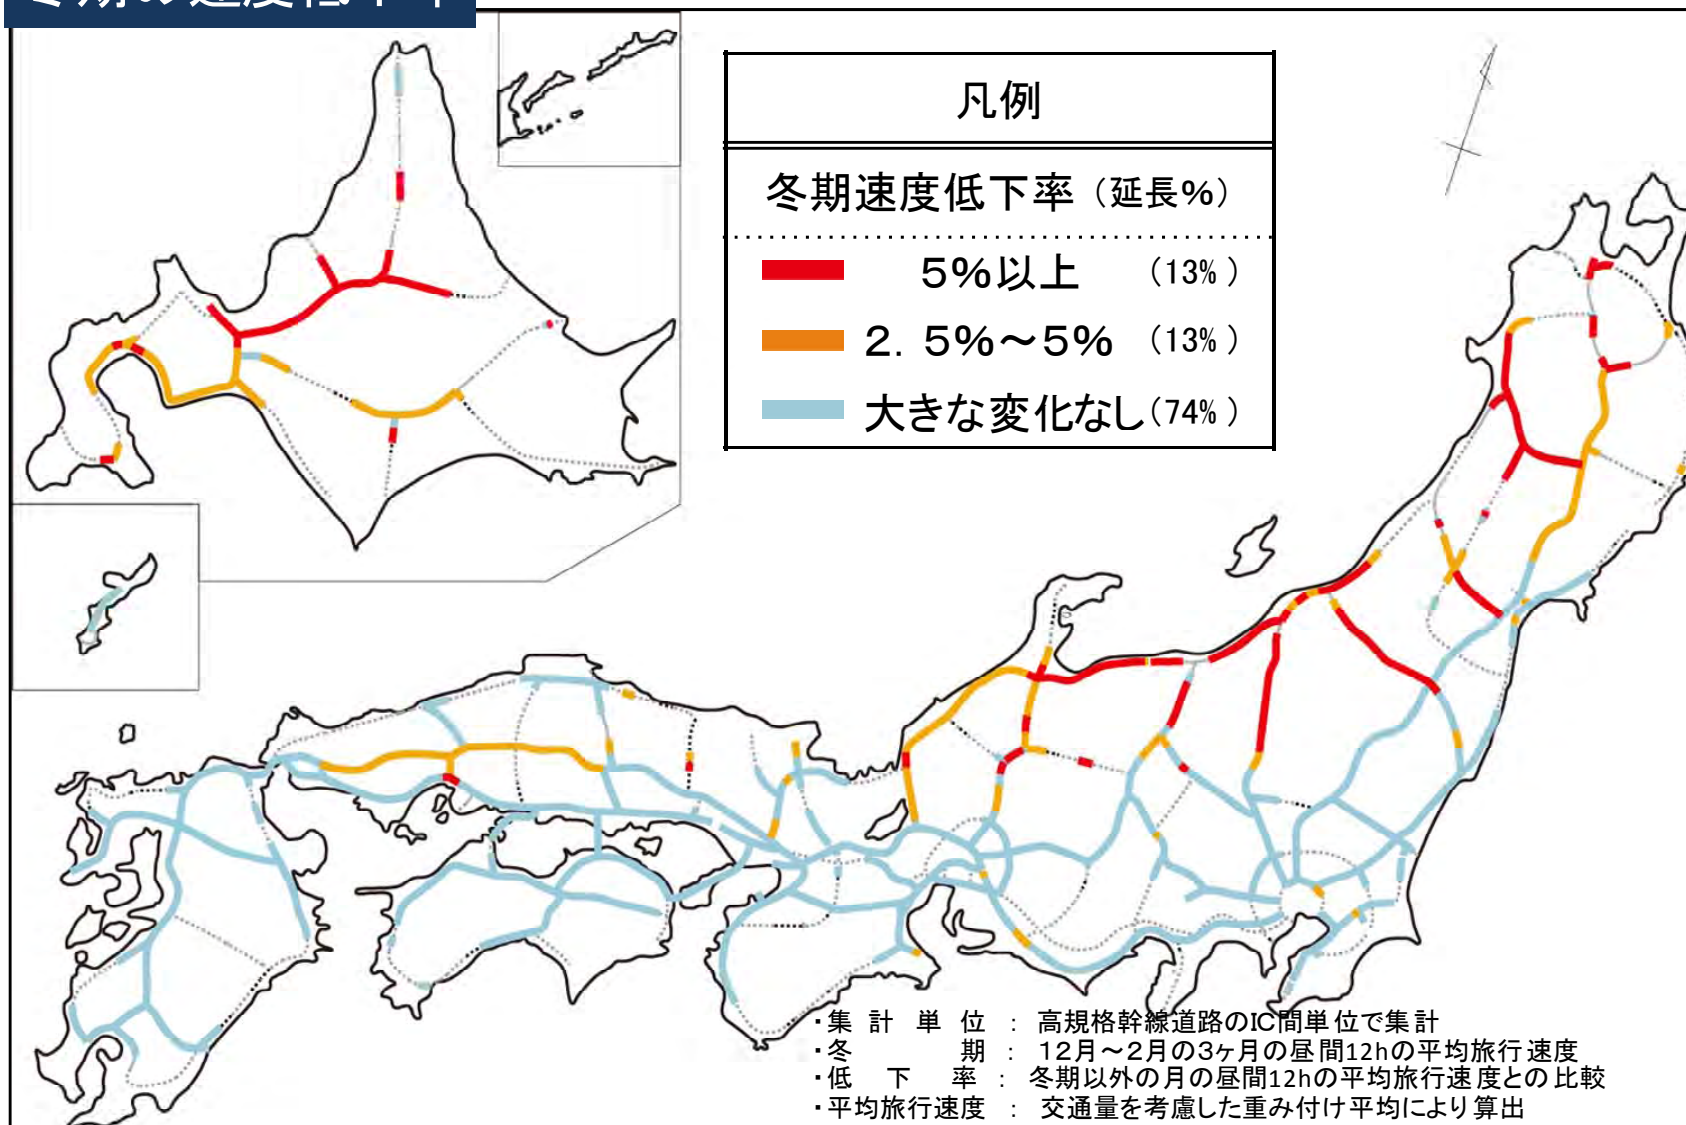 凡例
冬期速度低下率（延長%）
5%以上 （13%）
2．5%～5% （13%）
大きな変化なし（74%）
・集計単位 ： 高規格幹線道路のIC間単位で集計
・冬期 ： 12月～2月の3ヶ月の昼間12hの平均旅行速度
・低下率 ： 冬期以外の月の昼間12hの平均旅行速度との比較
・平均旅行速度 ： 交通量を考慮した重み付け平均により算出